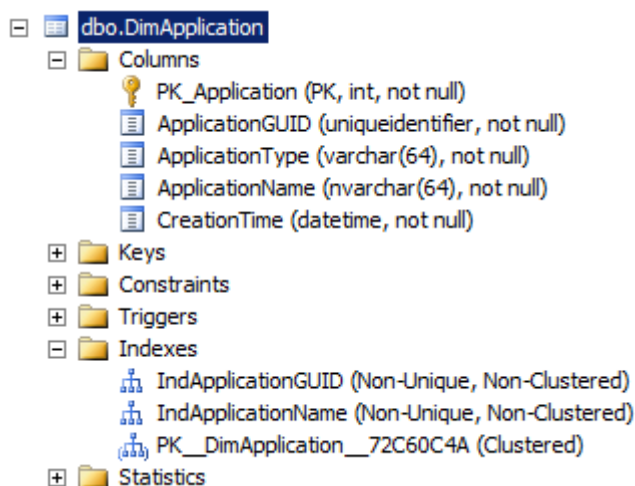 dbo.DimApplication
Columns
PK_Application (PK, int, not null)
ApplicationGUID (uniqueidentifier, not null)
ApplicationType (varchar(64), not null)
ApplicationName (nvarchar(64), not null)
CreationTime (datetime, not null)
Keys
Constraints
Triggers
Indexes
IndApplicationGUID (Non-Unique, Non-Clustered)
IndApplicationName (Non-Unique, Non-Clustered)
PK__DimApplication__72C60C4A (Clustered)
Statistics